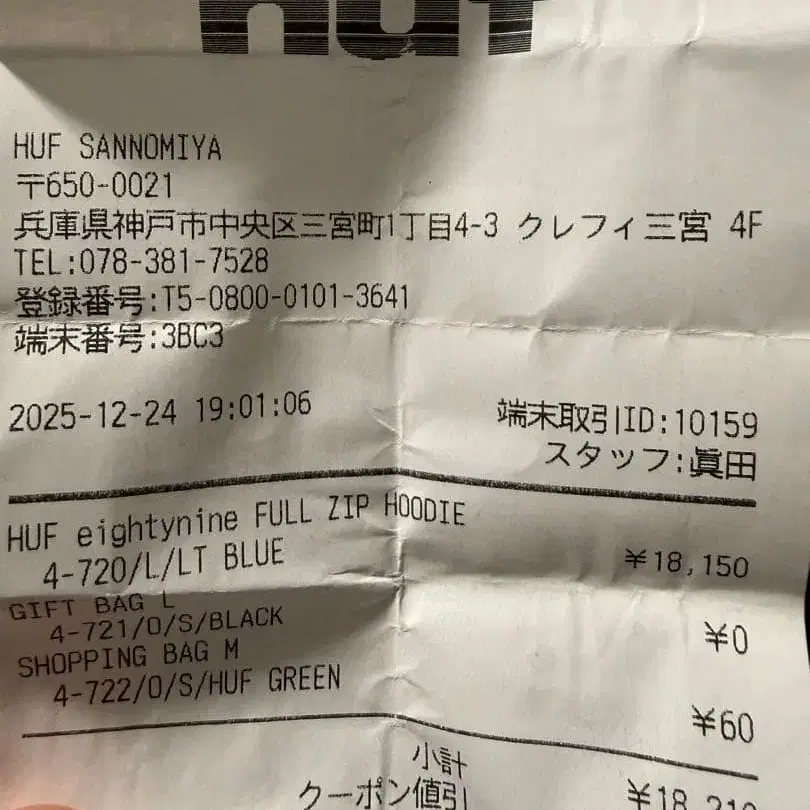 HUF
HUF SANNOMIYA
〒650-0021
兵庫県神戸市中央区三宮町1丁目4-3 クレフィ三宮 4F
TEL:078-381-7528
登録番号:T5-0800-0101-3641
端末番号:3BC3
2025-12-24 19:01:06
端末取引ID:10159
スタッフ:眞田
HUF eightynine FULL ZIP HOODIE
4-720/L/LT BLUE
¥18,150
GIFT BAG L
4-721/O/S/BLACK
¥0
SHOPPING BAG M
4-722/O/S/HUF GREEN
¥60
小計
¥18,210
クーポン値引